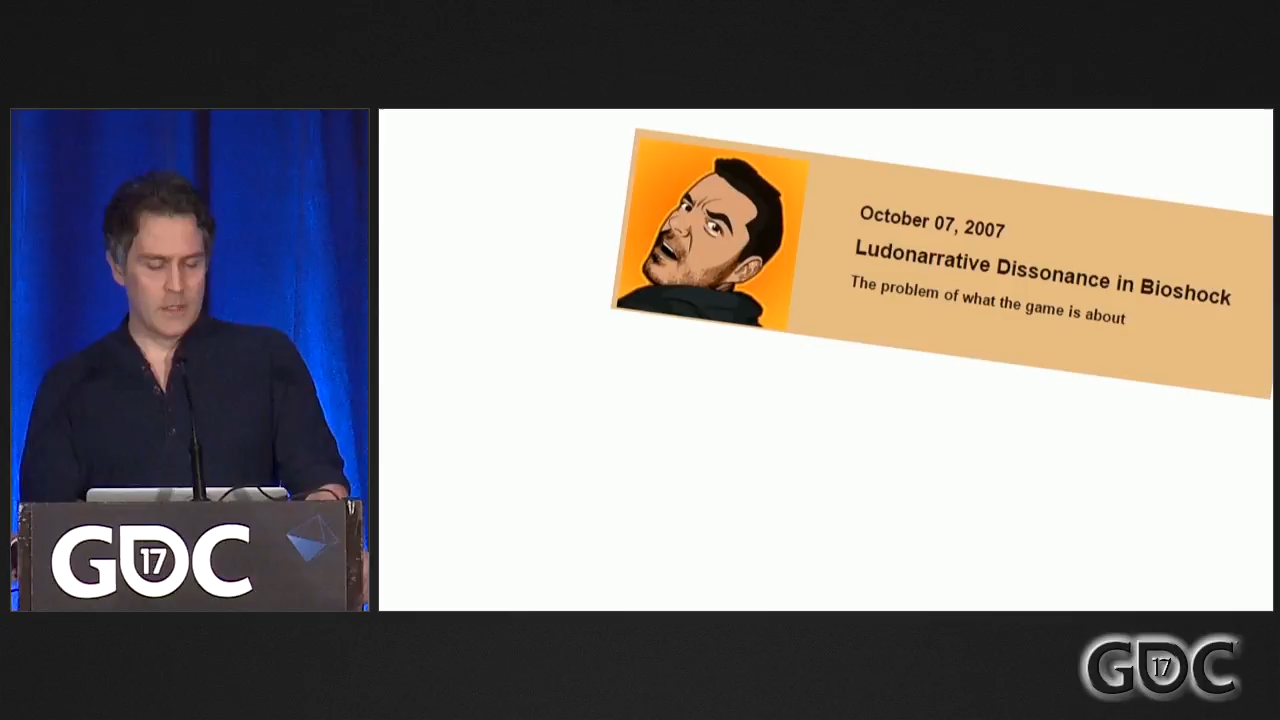 October 07, 2007
Ludonarrative Dissonance in Bioshock
The problem of what the game is about
GDC
17
GDC
17